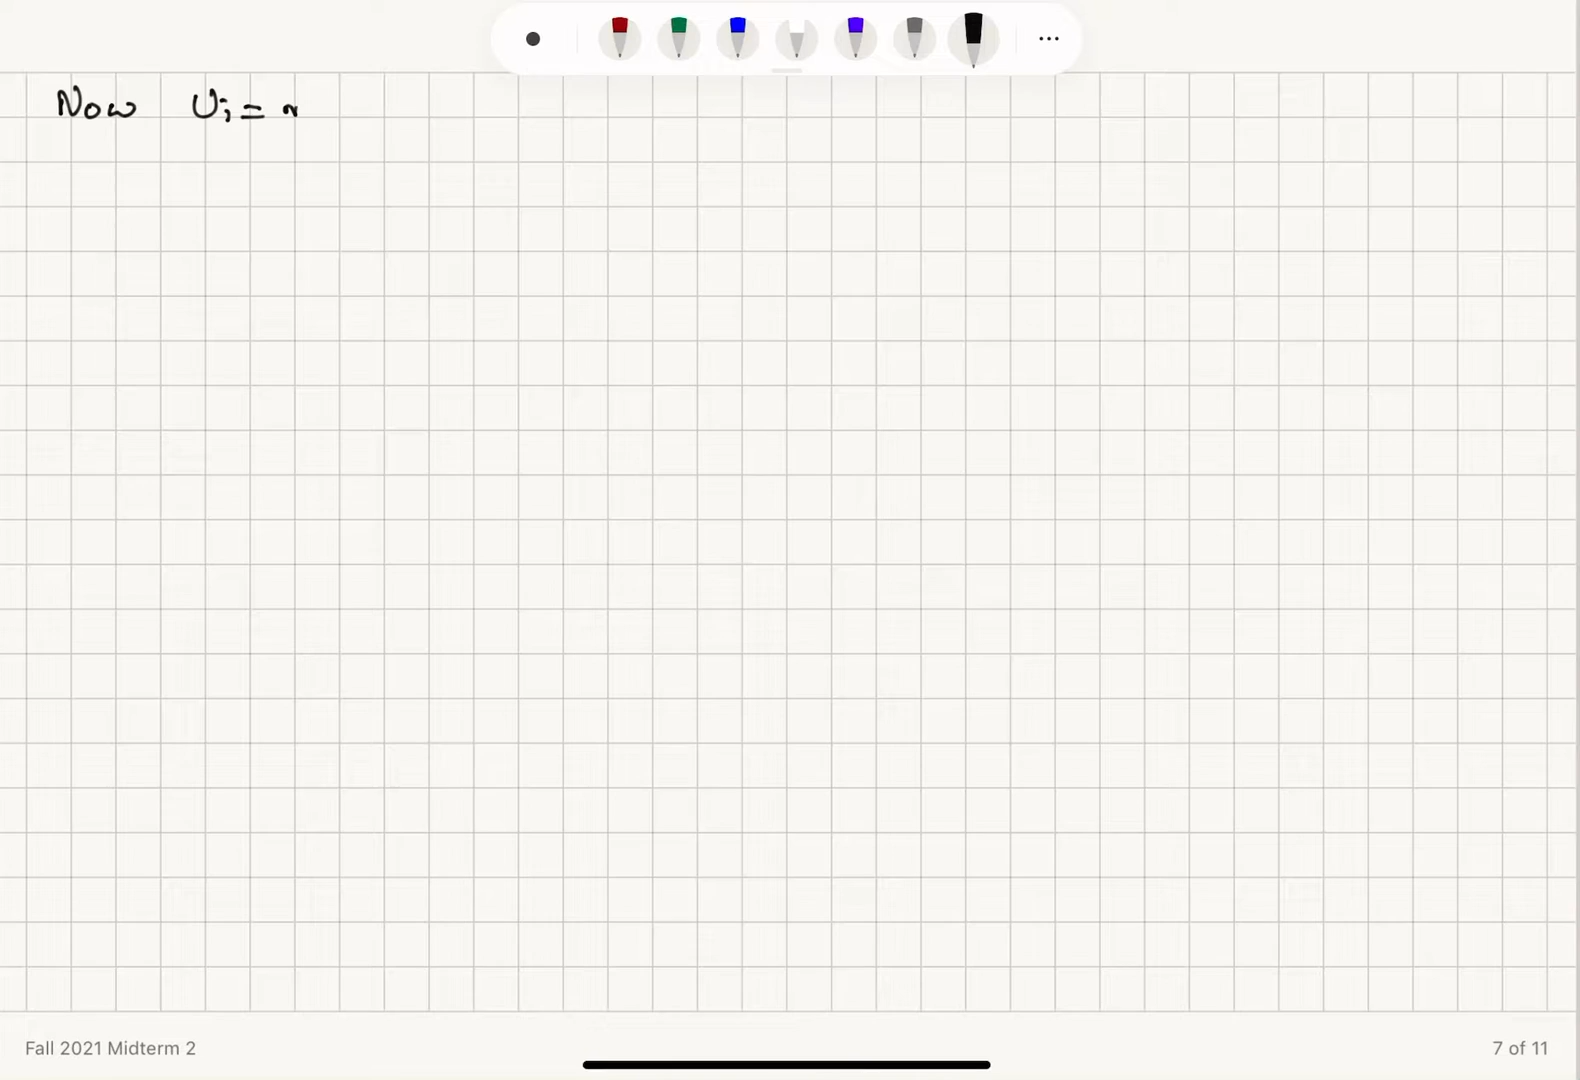 Now U; =
Fall 2021 Midterm 2
7 of 11